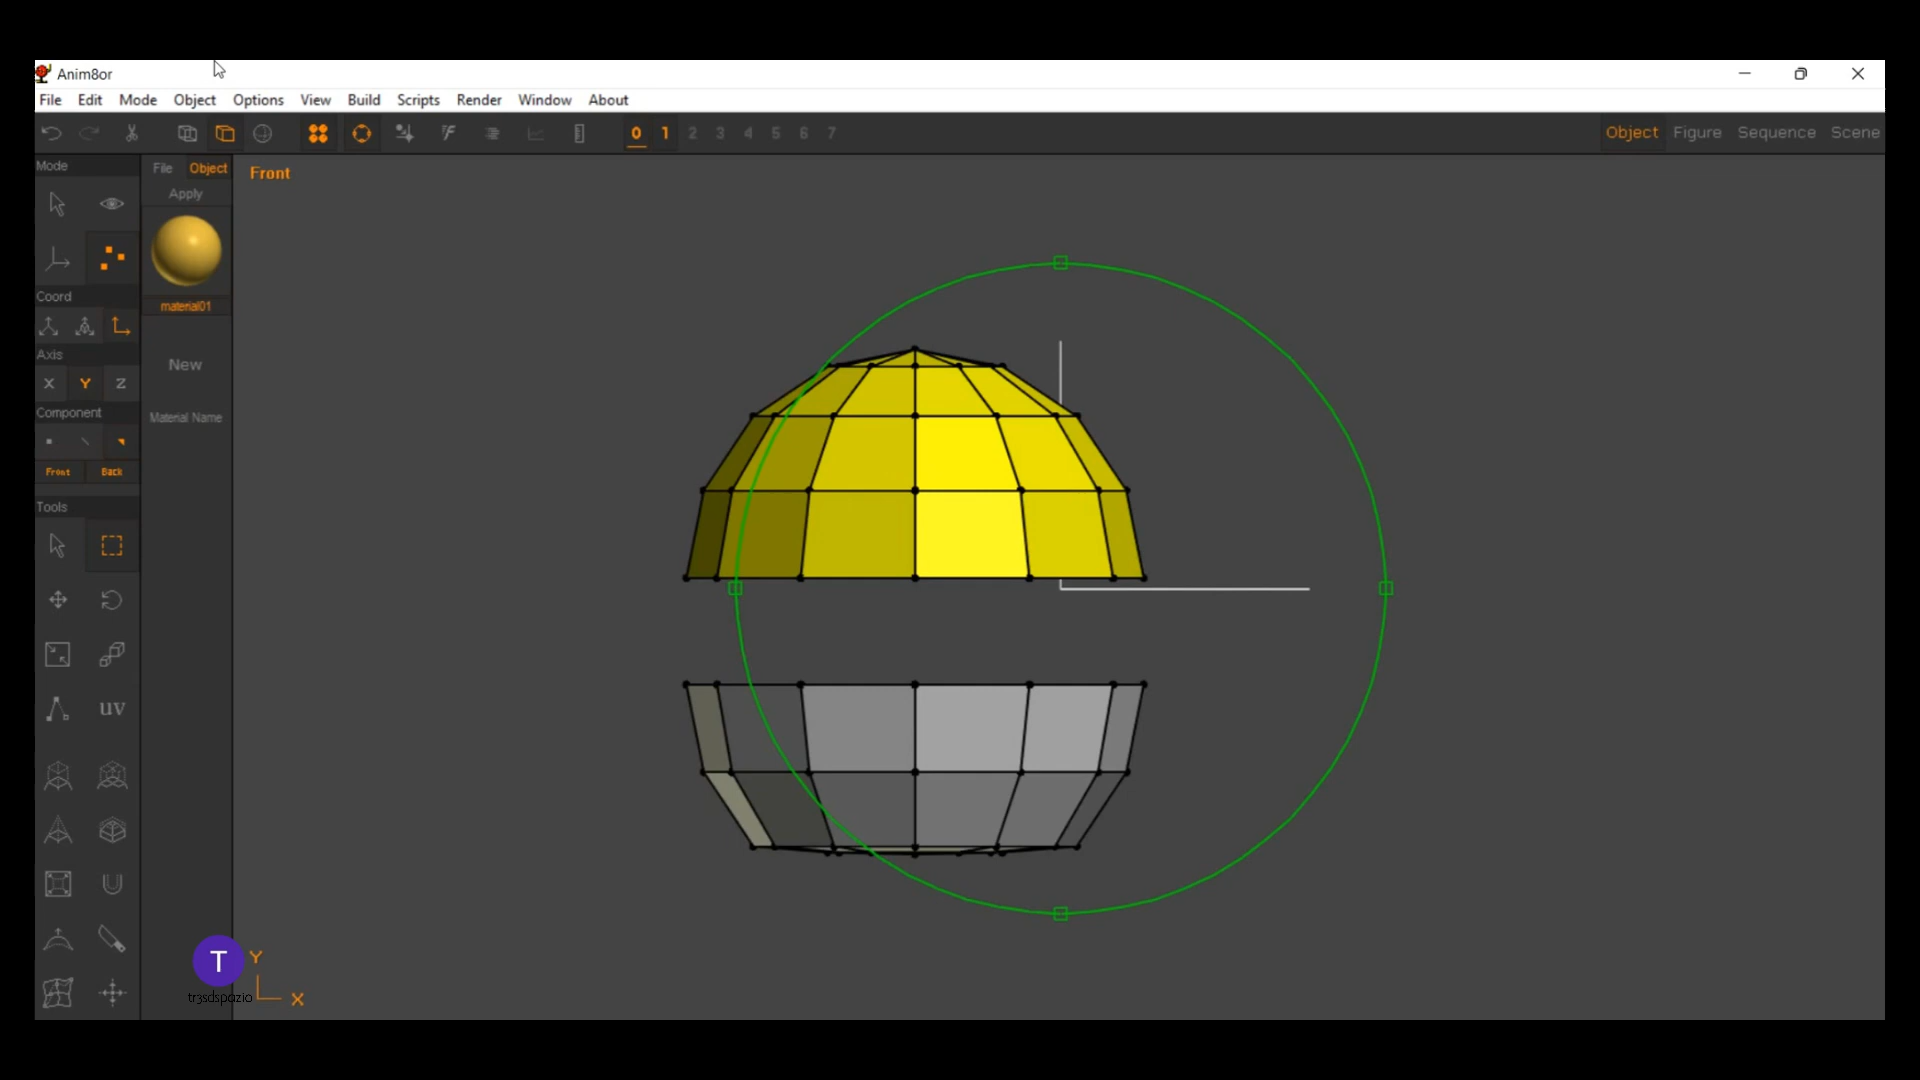 Anim8or
File Edit Mode Object Options View Build Scripts Render Window About
0 1 2 3 4 5 6 7
Object Figure Sequence Scene
Mode
File Object
Front
Apply
Coord
material01
Axis
X Y Z
New
Component
Material Name
Front Back
Tools
UV
T
Y
tr3sdspazio
X